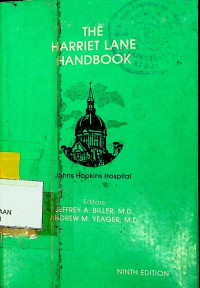 THE
HARRIET LANE
HANDBOOK
Johns Hopkins Hospital
Editors
JEFFREY A. BILLER, M.D.
ANDREW M. YEAGER, M.D.
NINTH EDITION